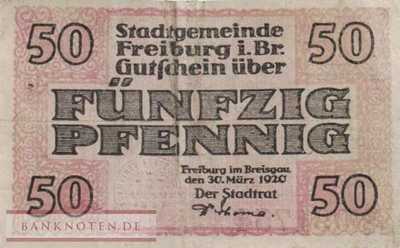 50 Stadtgemeinde 50
Freiburg i. Br.
Gutschein über
FÜNFZIG
PFENNIG
Freiburg im Breisgau
den 30. März 1920
50 Der Stadtrat 50
BANKNOTEN.DE